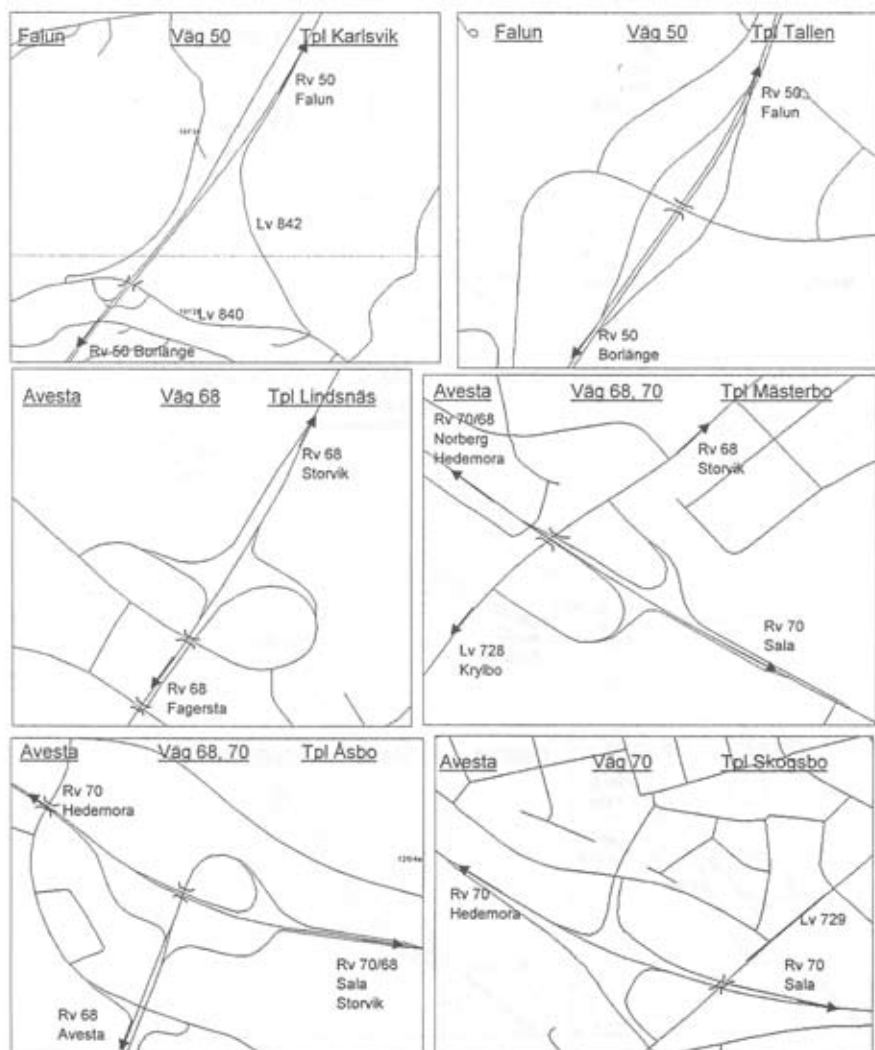 Falun Väg 50 Tpl Karlsvik
Rv 50
Falun
Lv 842
Lv 840
Rv 50 Borlänge
Falun Väg 50 Tpl Tallen
Rv 50
Falun
Rv 50
Borlänge
Avesta Väg 68 Tpl Lindsnäs
Rv 68
Storvik
Rv 68
Fagersta
Avesta Väg 68, 70 Tpl Mästerbo
Rv 70/68
Norberg
Hedemora
Rv 68
Storvik
Rv 70
Sala
Lv 728
Krylbo
Avesta Väg 68, 70 Tpl Åsbo
Rv 70
Hedemora
Rv 70/68
Sala
Storvik
Rv 68
Avesta
Avesta Väg 70 Tpl Skogsbo
Rv 70
Hedemora
Lv 729
Rv 70
Sala